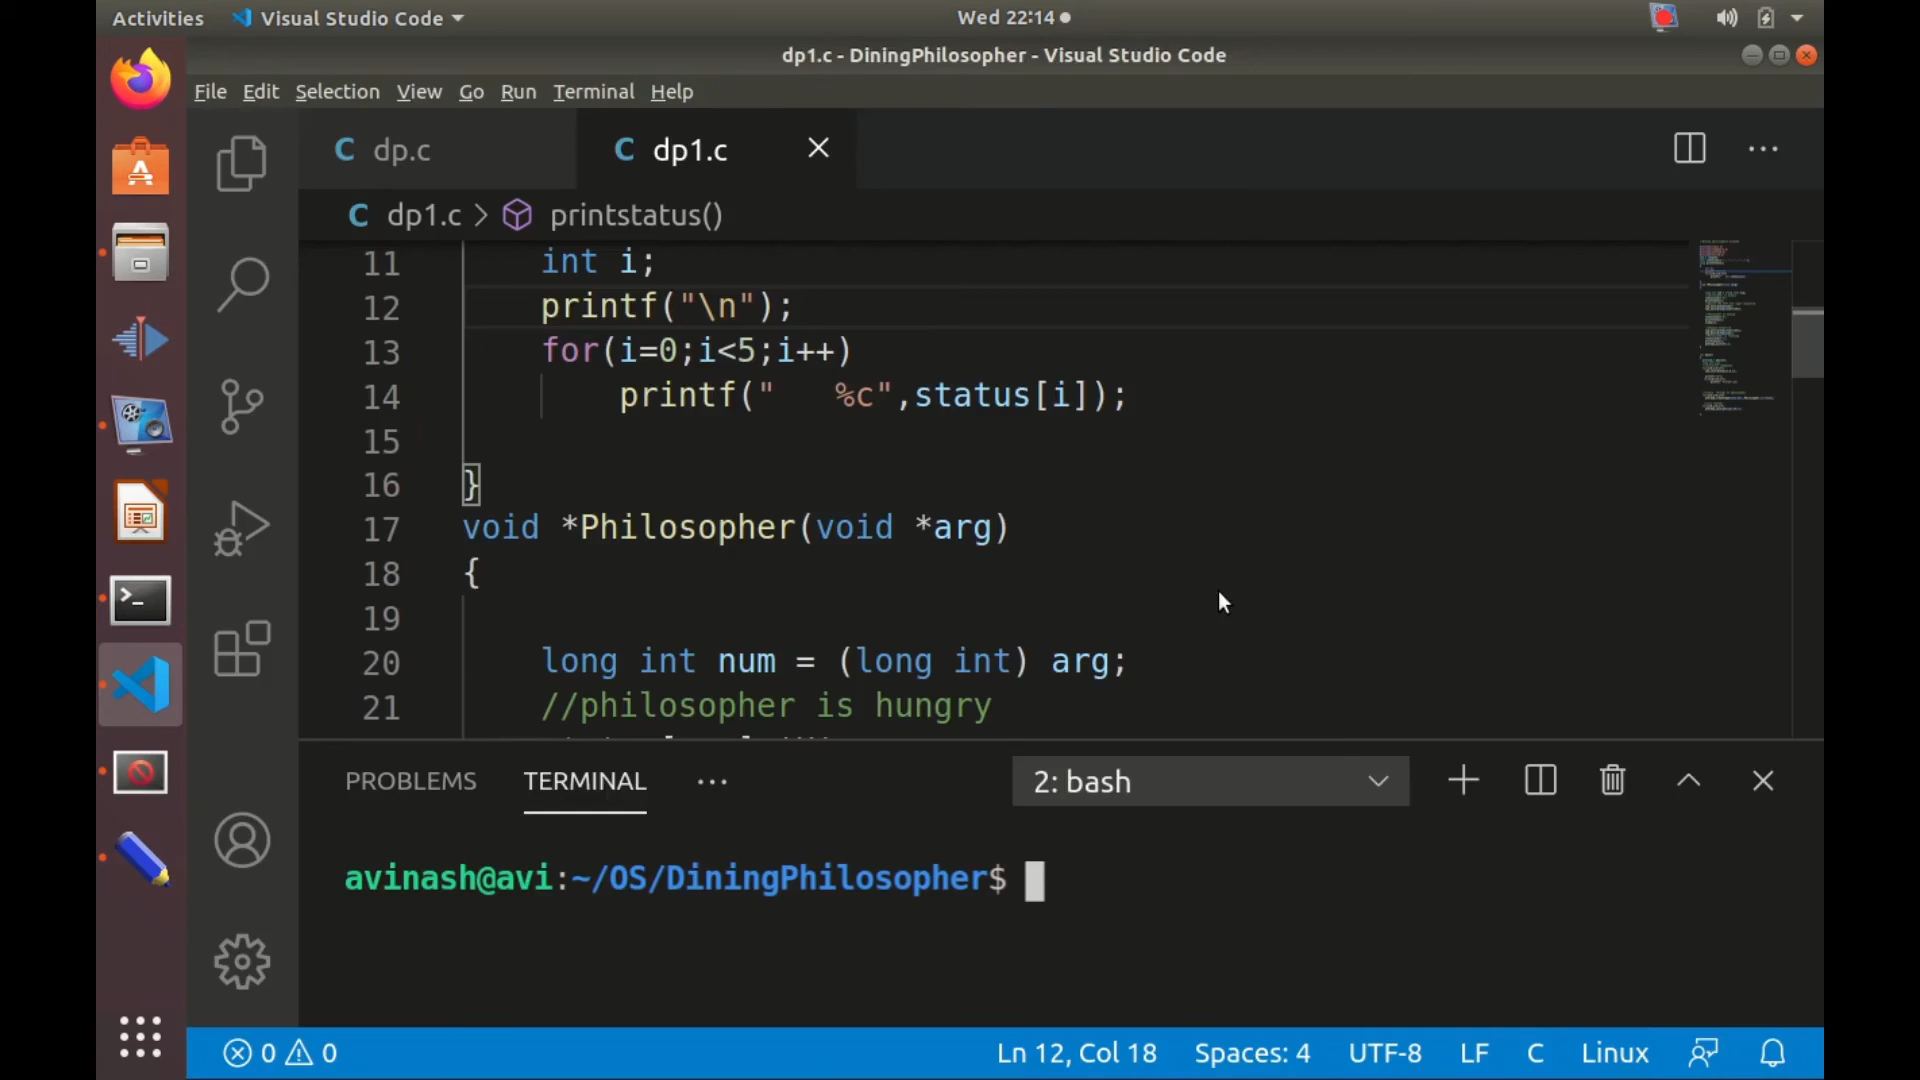 Activities Visual Studio Code Wed 22:14
dp1.c - DiningPhilosopher - Visual Studio Code
File Edit Selection View Go Run Terminal Help
C dp.c C dp1.c
C dp1.c > printstatus()
11 int i;
12 printf("\n");
13 for(i=0;i<5;i++)
14 printf("   %c",status[i]);
15
16 }
17 void *Philosopher(void *arg)
18 {
19
20 long int num = (long int) arg;
21 //philosopher is hungry
PROBLEMS TERMINAL ... 2: bash
avinash@avi:~/OS/DiningPhilosopher$
0 0 Ln 12, Col 18 Spaces: 4 UTF-8 LF C Linux